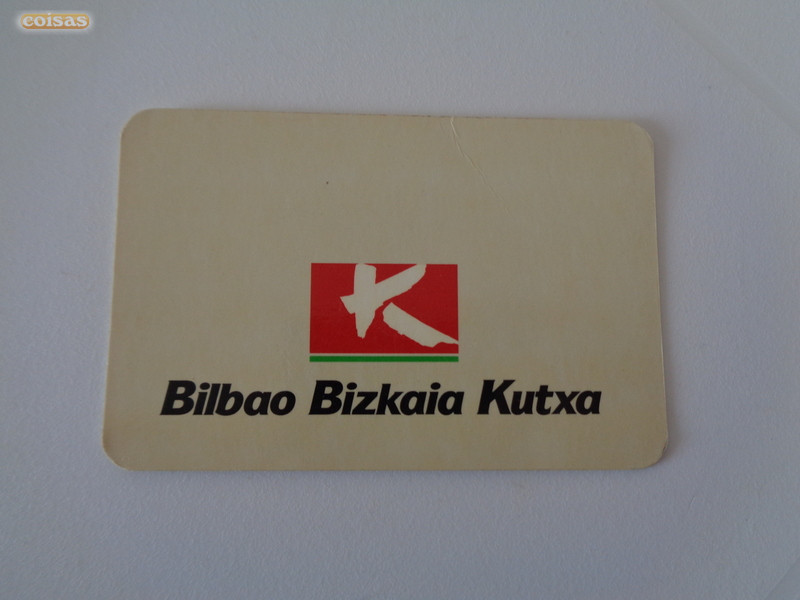 coisas
K
Bilbao Bizkaia Kutxa